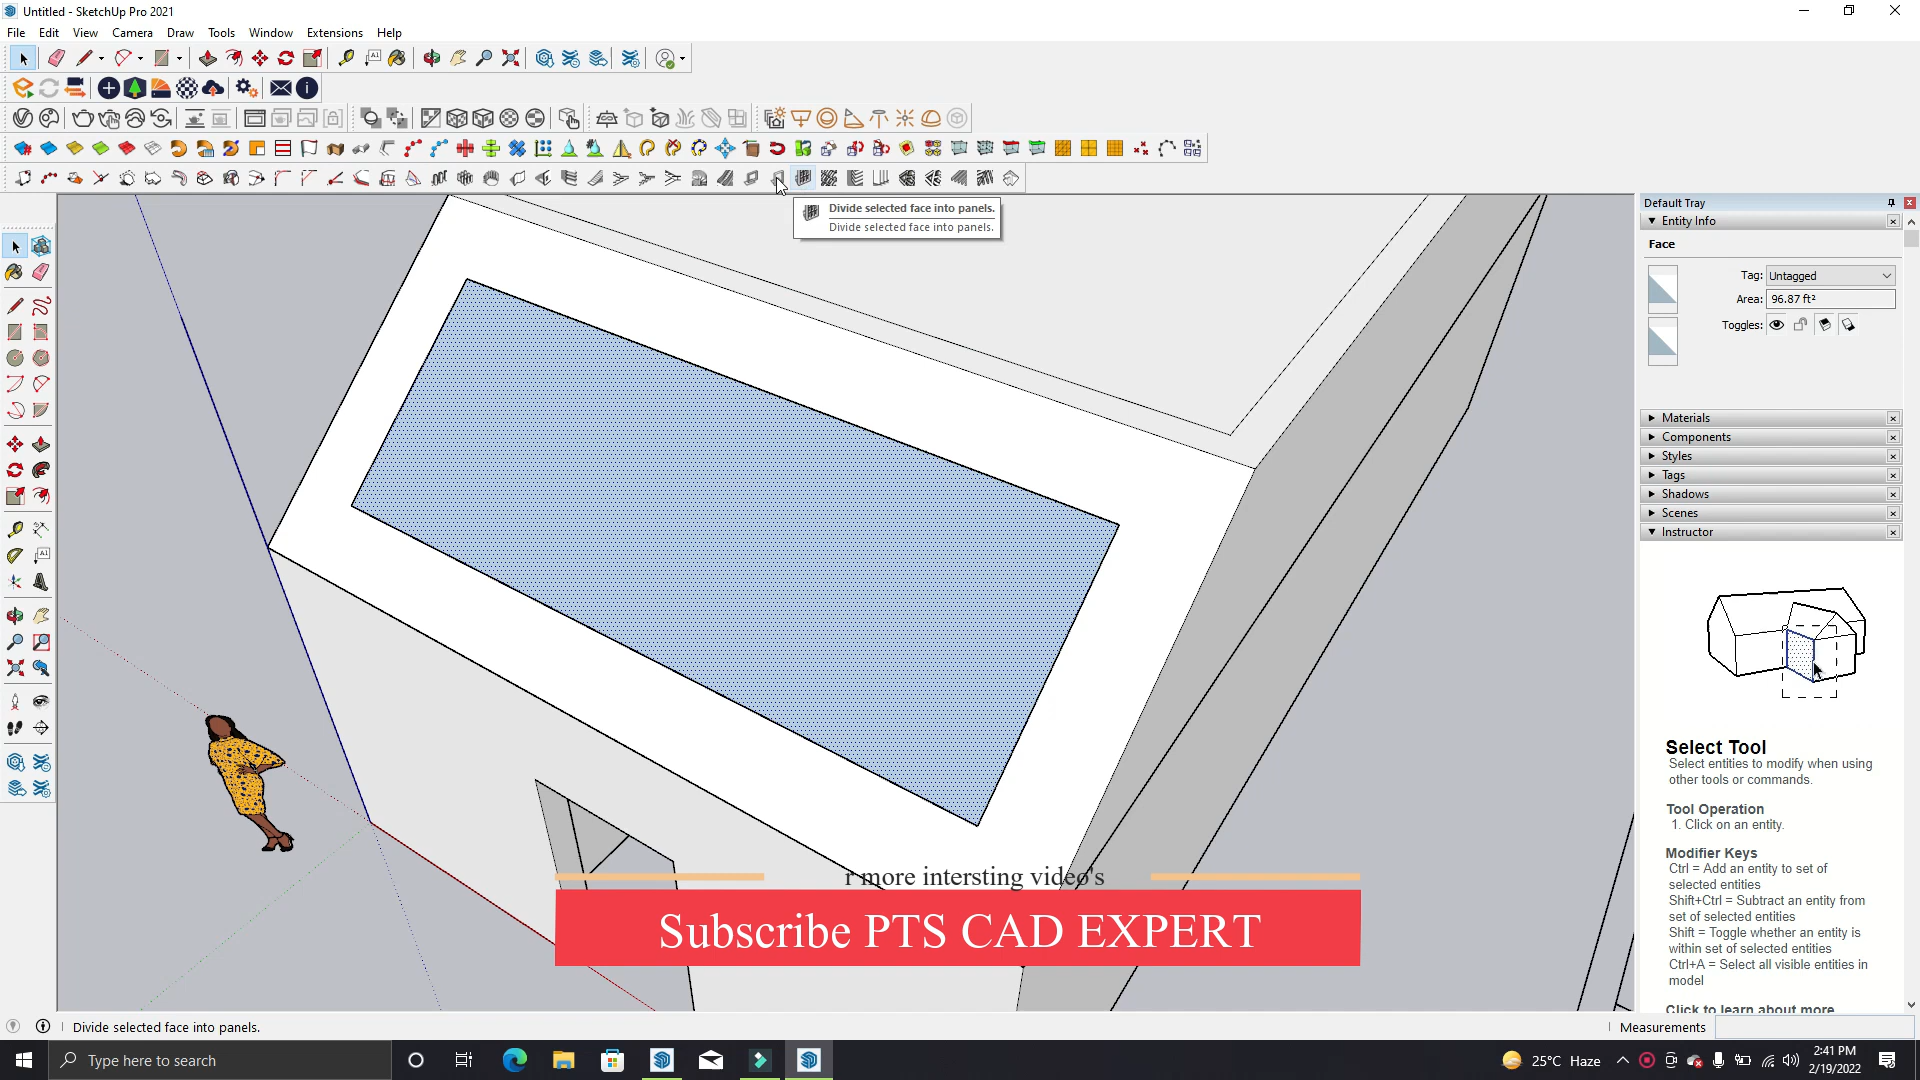 Untitled - SketchUp Pro 2021
File Edit View Camera Draw Tools Window Extensions Help
Divide selected face into panels.
Divide selected face into panels.
Default Tray
Entity Info
Face
Tag: Untagged
Area: 96.87 ft²
Toggles:
Materials
Components
Styles
Tags
Shadows
Scenes
Instructor
Select Tool
Select entities to modify when using
other tools or commands.
Tool Operation
1. Click on an entity.
Modifier Keys
Ctrl = Add an entity to set of
selected entities
Shift+Ctrl = Subtract an entity from
set of selected entities
Shift = Toggle whether an entity is
within set of selected entities
Ctrl+A = Select all visible entities in
model
Click to learn about more
r more intersting video's
Subscribe PTS CAD EXPERT
Divide selected face into panels.
Measurements
Type here to search
25°C Haze
2:41 PM
2/19/2022